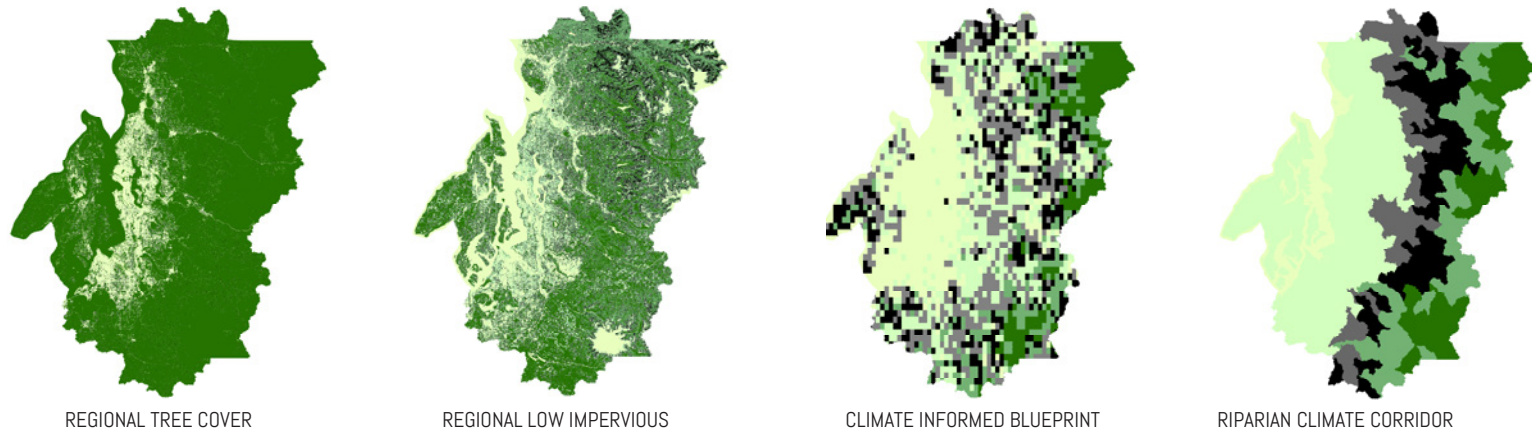 REGIONAL TREE COVER
REGIONAL LOW IMPERVIOUS
CLIMATE INFORMED BLUEPRINT
RIPARIAN CLIMATE CORRIDOR